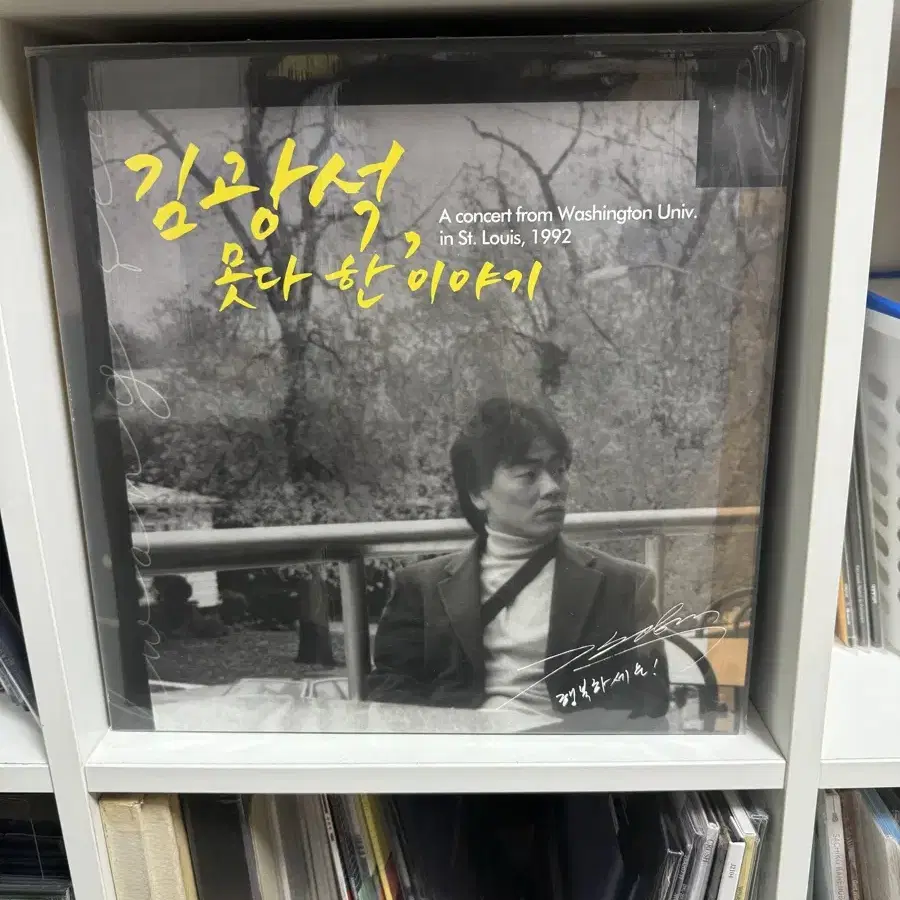 김광석,
못다 한 이야기
A concert from Washington Univ.
in St. Louis, 1992
행복하세요!